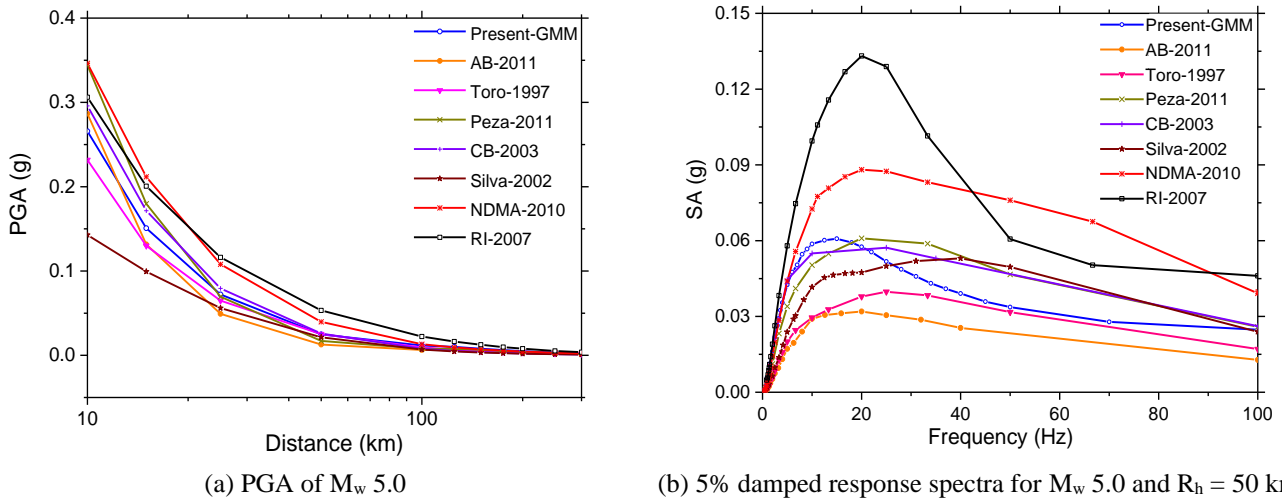 0.4
0.3
0.2
0.1
0.0
PGA (g)
10
100
Distance (km)
Present-GMM
AB-2011
Toro-1997
Peza-2011
CB-2003
Silva-2002
NDMA-2010
RI-2007
(a) PGA of Mw 5.0
0.15
0.12
0.09
0.06
0.03
0.00
SA (g)
0 20 40 60 80 100
Frequency (Hz)
Present-GMM
AB-2011
Toro-1997
Peza-2011
CB-2003
Silva-2002
NDMA-2010
RI-2007
(b) 5% damped response spectra for Mw 5.0 and Rh = 50 k